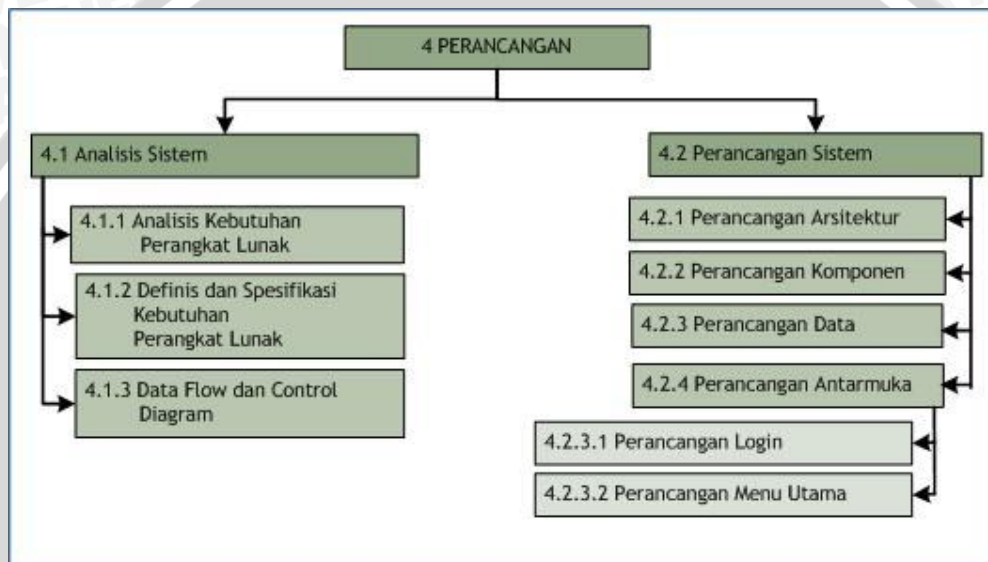 4 PERANCANGAN
4.1 Analisis Sistem
4.1.1 Analisis Kebutuhan
Perangkat Lunak
4.1.2 Definis dan Spesifikasi
Kebutuhan
Perangkat Lunak
4.1.3 Data Flow dan Control
Diagram
4.2 Perancangan Sistem
4.2.1 Perancangan Arsitektur
4.2.2 Perancangan Komponen
4.2.3 Perancangan Data
4.2.4 Perancangan Antarmuka
4.2.3.1 Perancangan Login
4.2.3.2 Perancangan Menu Utama